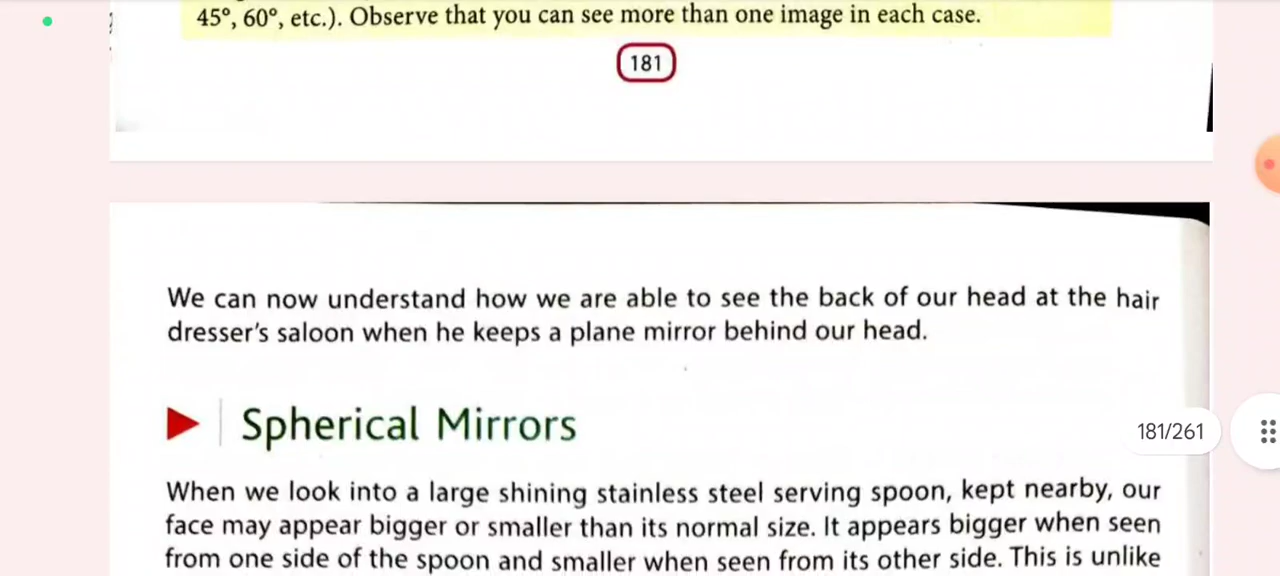 45°, 60°, etc.). Observe that you can see more than one image in each case.
181
We can now understand how we are able to see the back of our head at the hair
dresser's saloon when he keeps a plane mirror behind our head.
Spherical Mirrors
181/261
When we look into a large shining stainless steel serving spoon, kept nearby, our
face may appear bigger or smaller than its normal size. It appears bigger when seen
from one side of the spoon and smaller when seen from its other side. This is unlike